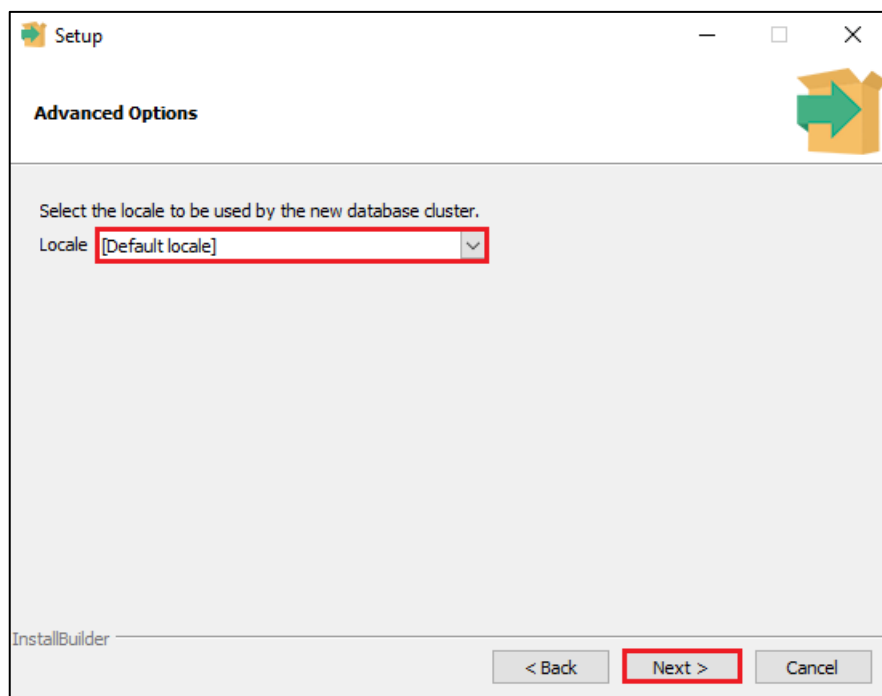 Setup
Advanced Options
Select the locale to be used by the new database cluster.
Locale [Default locale]
InstallBuilder
< Back Next > Cancel